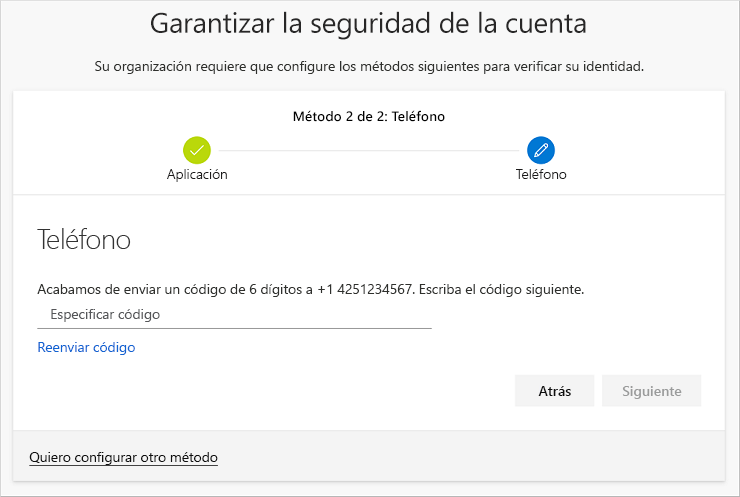 Garantizar la seguridad de la cuenta
Su organización requiere que configure los métodos siguientes para verificar su identidad.
Método 2 de 2: Teléfono
Aplicación
Teléfono
Teléfono
Acabamos de enviar un código de 6 dígitos a +1 4251234567. Escriba el código siguiente.
Especificar código
Reenviar código
Atrás
Siguiente
Quiero configurar otro método